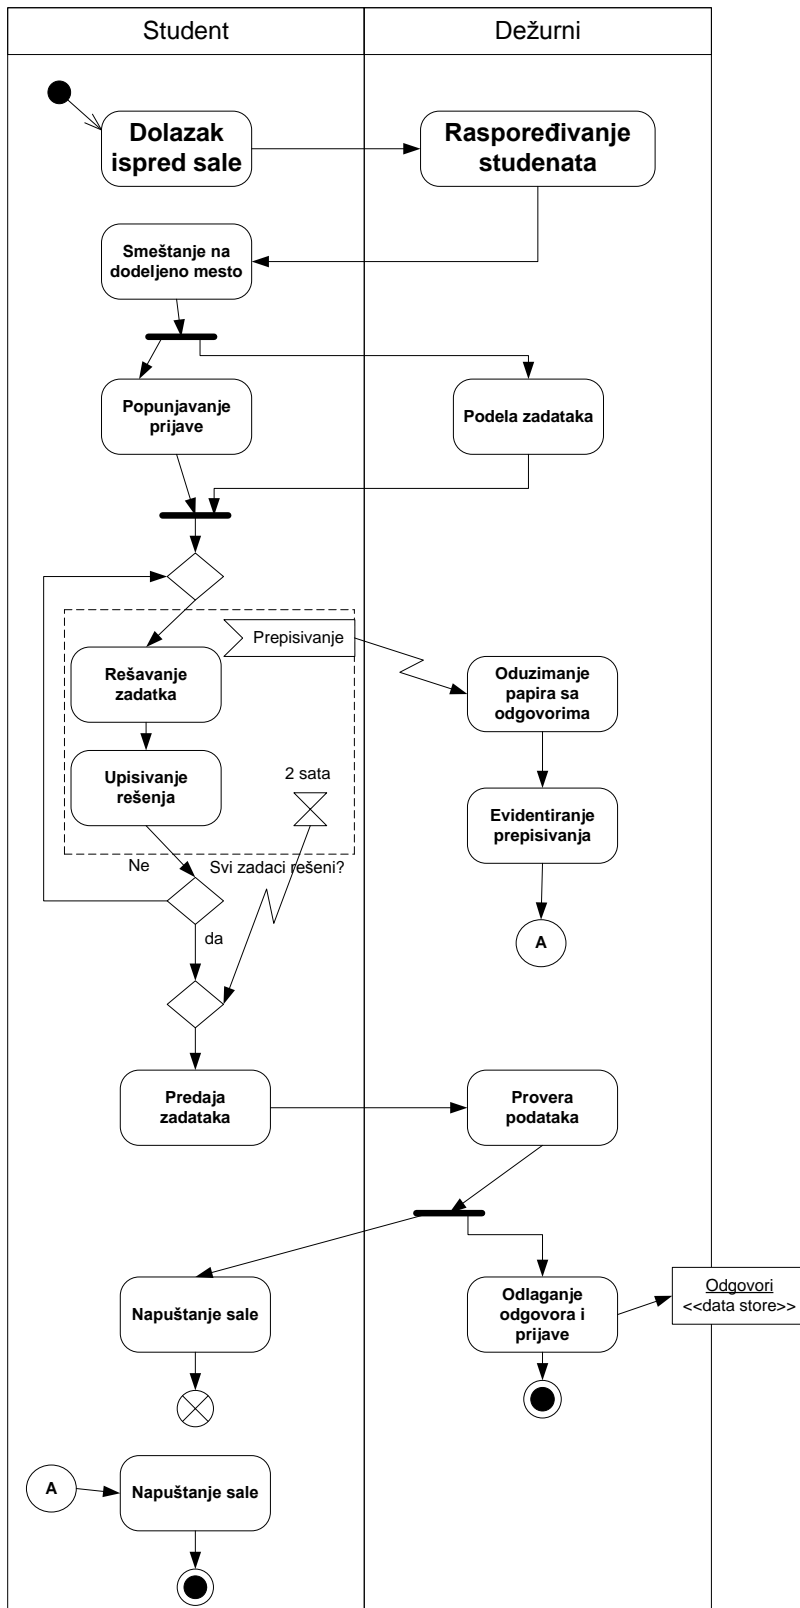 Student
Dežurni
Dolazak
ispred sale
Raspoređivanje
studenata
Smeštanje na
dodeljeno mesto
Popunjavanje
prijave
Podela zadataka
Prepisivanje
Rešavanje
zadatka
Oduzimanje
papira sa
odgovorima
Upisivanje
rešenja
2 sata
Evidentiranje
prepisivanja
Ne
Svi zadaci rešeni?
da
A
Predaja
zadataka
Provera
podataka
Napuštanje sale
Odlaganje
odgovora i
prijave
Odgovori
<<data store>>
A
Napuštanje sale